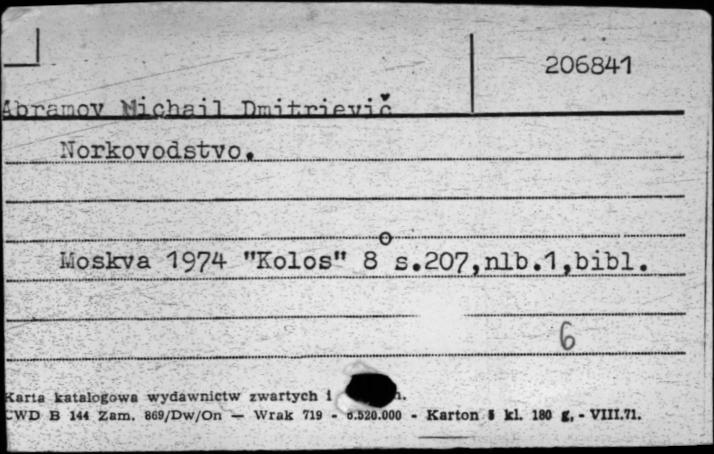 206841
Abramov Michail Dmitrievič
Norkovodstvo.
Moskva 1974 "Kolos" 8° s.207,nlb.1,bibl.
6
Karta katalogowa wydawnictw zwartych i
CWD B 144 Zam. 869/Dw/On — Wrak 719 - 6.520.000 - Karton kl. 180 g. - VIII.71.